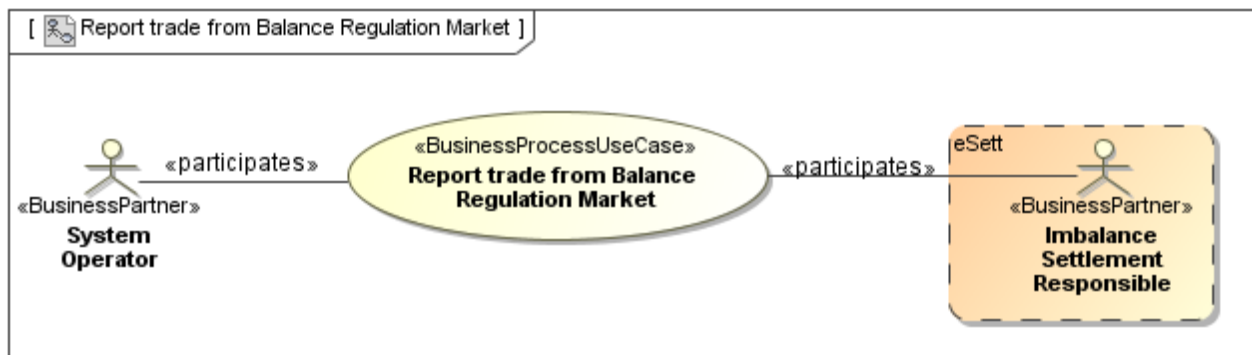 [ Report trade from Balance Regulation Market ]
«BusinessPartner»
System
Operator
«participates»
«BusinessProcessUseCase»
Report trade from Balance
Regulation Market
«participates»
eSett
«BusinessPartner»
Imbalance
Settlement
Responsible